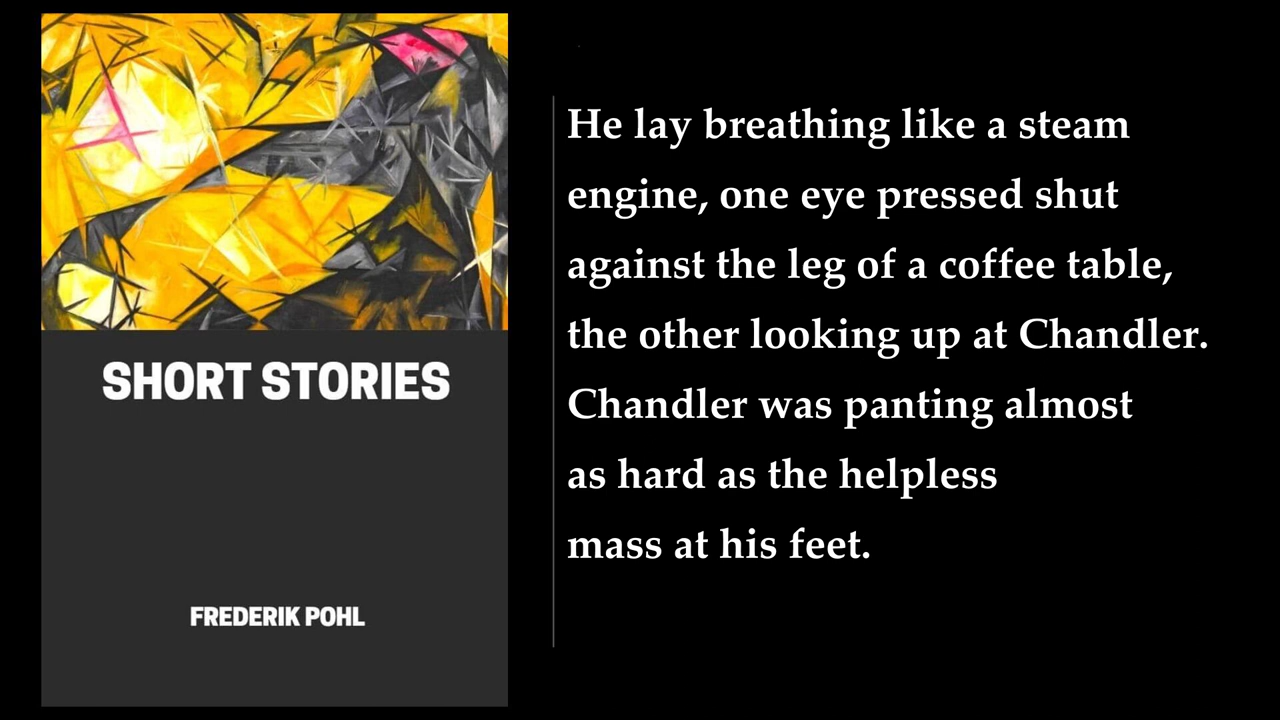 SHORT STORIES
FREDERIK POHL
He lay breathing like a steam
engine, one eye pressed shut
against the leg of a coffee table,
the other looking up at Chandler.
Chandler was panting almost
as hard as the helpless
mass at his feet.